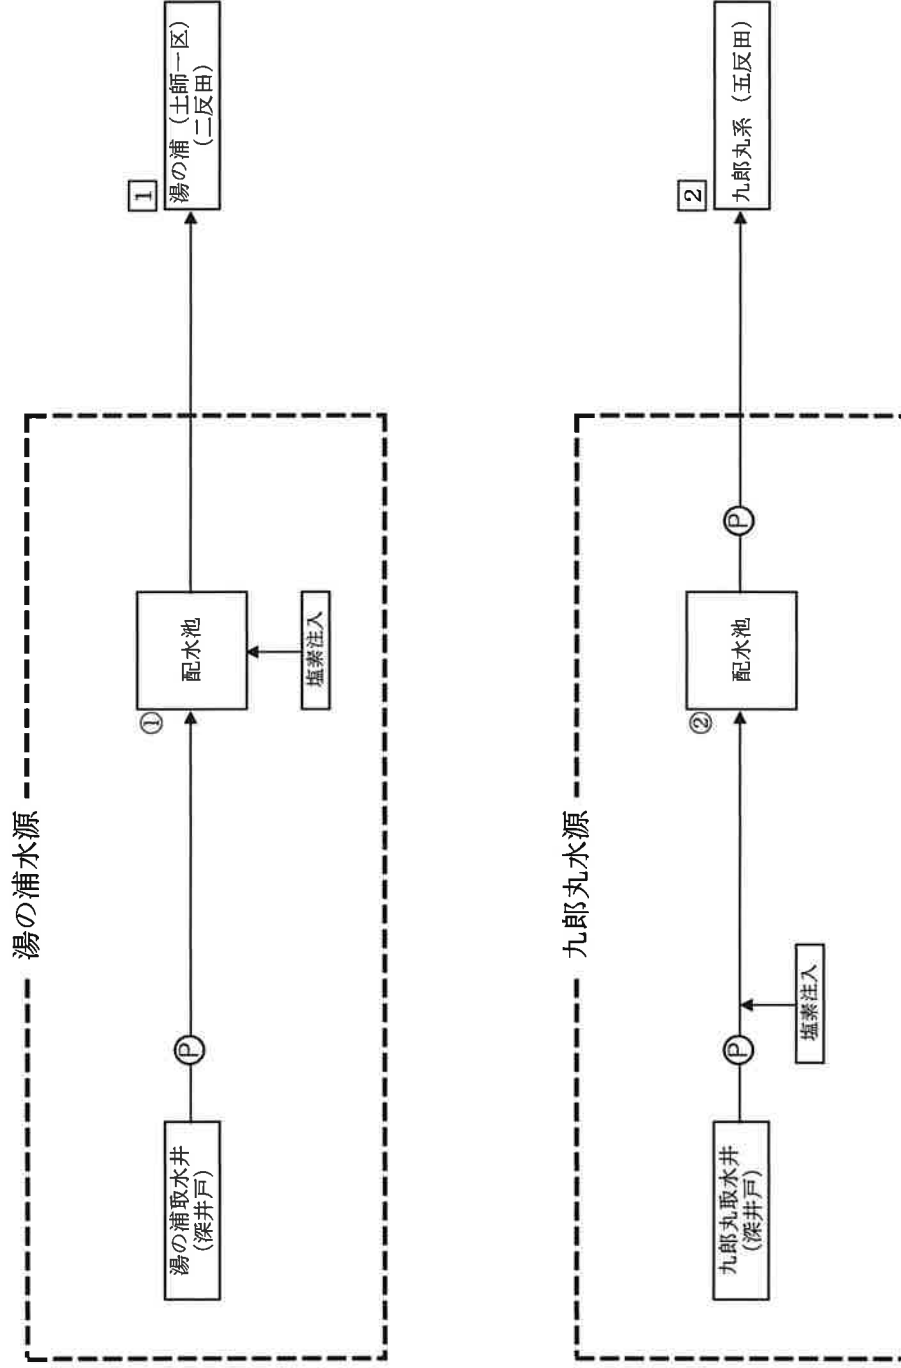 湯の浦水源
湯の浦取水井
(深井戸)
P
①
配水池
塩素注入
1
湯の浦（土師一区）
(二反田)
九郎丸水源
九郎丸取水井
(深井戸)
P
塩素注入
②
配水池
P
2
九郎丸系（五反田）